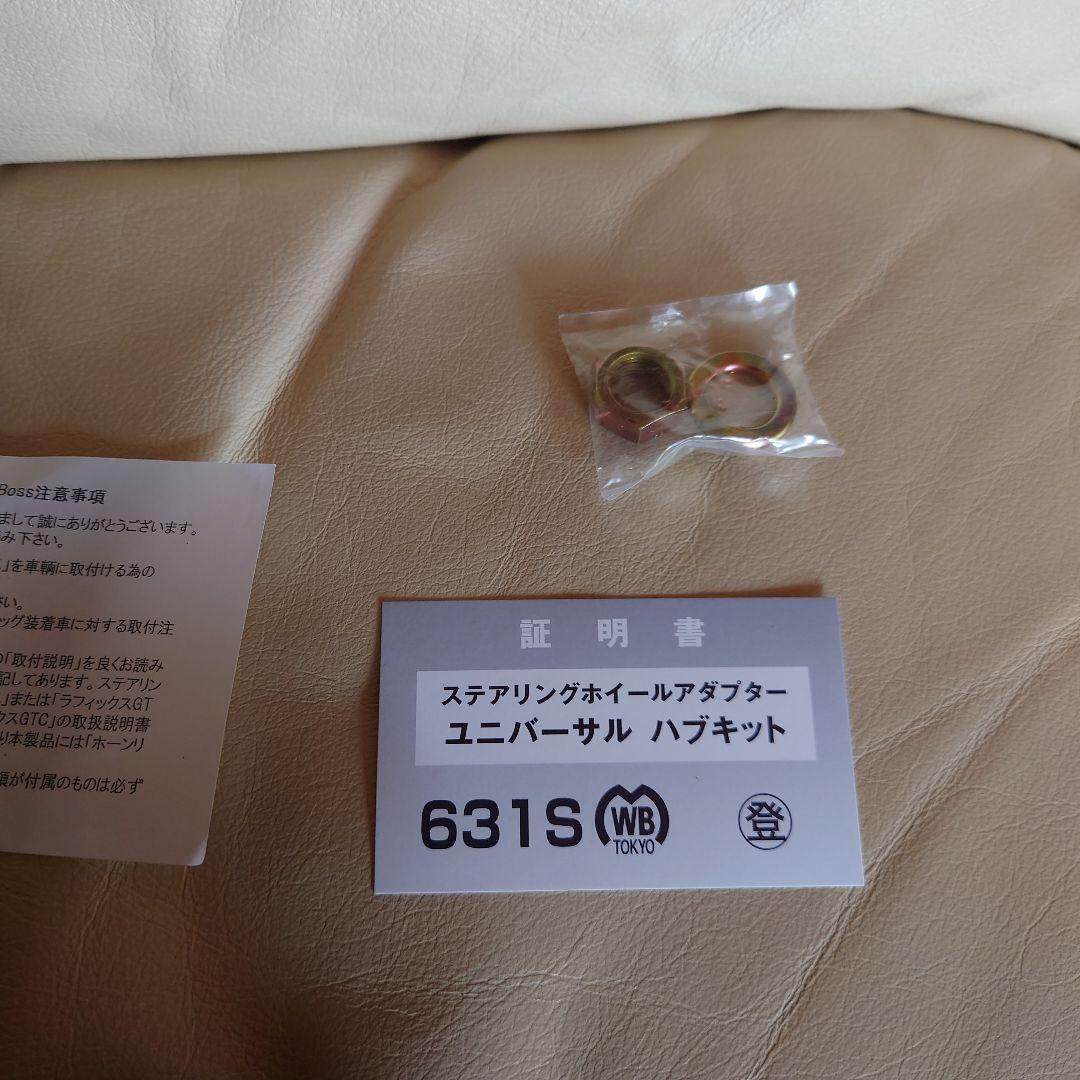 Boss注意事項
まして誠にありがとうございます。
み下さい。
」を車輌に取付ける為の
さい。
ッグ装着車に対する取付注
の「取付説明」を良くお読み
記してあります。ステアリン
」または「ラフィックスGT
クスGTC」の取扱説明書
り本製品には「ホーンリ
項が付属のものは必ず
証明書
ステアリングホイールアダプター
ユニバーサル ハブキット
631S WB 登
TOKYO